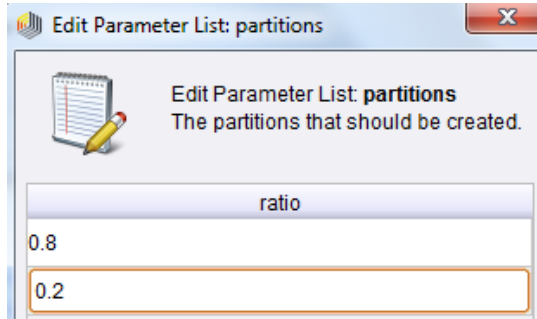 Edit Parameter List: partitions
Edit Parameter List: partitions
The partitions that should be created.
ratio
0.8
0.2